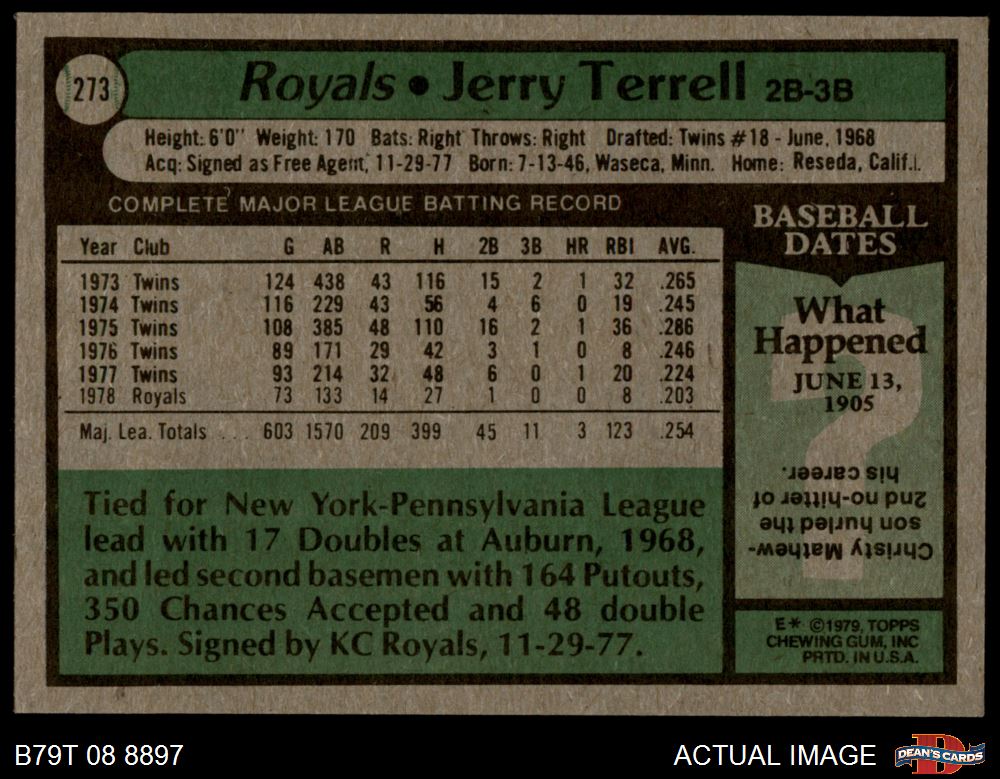 273
Royals • Jerry Terrell 2B-3B
Height: 6'0" Weight: 170 Bats: Right Throws: Right Drafted: Twins #18 - June, 1968
Acq: Signed as Free Agent, 11-29-77 Born: 7-13-46, Waseca, Minn. Home: Reseda, Calif.
COMPLETE MAJOR LEAGUE BATTING RECORD
Year Club G AB R H 2B 3B HR RBI AVG.
1973 Twins 124 438 43 116 15 2 1 32 .265
1974 Twins 116 229 43 56 4 6 0 19 .245
1975 Twins 108 385 48 110 16 2 1 36 .286
1976 Twins 89 171 29 42 3 1 0 8 .246
1977 Twins 93 214 32 48 6 0 1 20 .224
1978 Royals 73 133 14 27 1 0 0 8 .203
Maj. Lea. Totals . . . 603 1570 209 399 45 11 3 123 .254
Tied for New York-Pennsylvania League
lead with 17 Doubles at Auburn, 1968,
and led second basemen with 164 Putouts,
350 Chances Accepted and 48 double
Plays. Signed by KC Royals, 11-29-77.
BASEBALL
DATES
What
Happened
JUNE 13,
1905
?
Christy Mathew-
son hurled the
2nd no-hitter of
his career.
E* ©1979, TOPPS
CHEWING GUM, INC
PRTD. IN U.S.A.
B79T 08 8897
ACTUAL IMAGE
DEAN'S CARDS